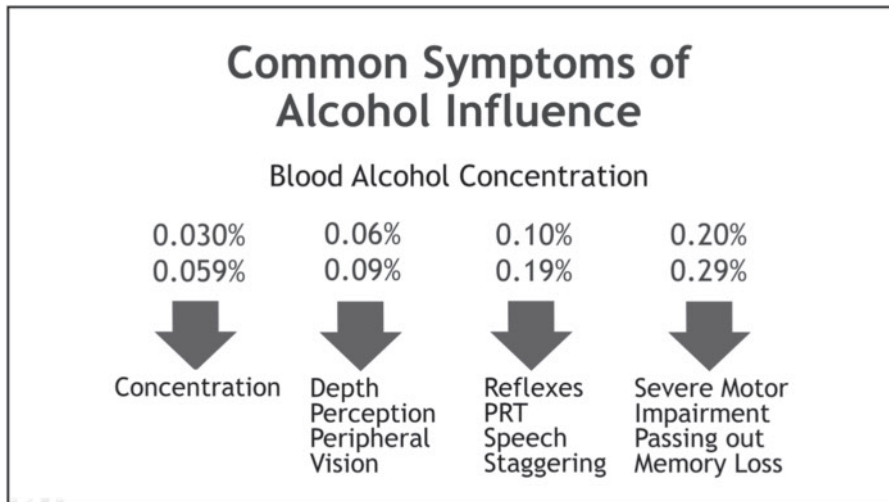 Common Symptoms of
Alcohol Influence
Blood Alcohol Concentration
0.030%
0.059%
Concentration
0.06%
0.09%
Depth
Perception
Peripheral
Vision
0.10%
0.19%
Reflexes
PRT
Speech
Staggering
0.20%
0.29%
Severe Motor
Impairment
Passing out
Memory Loss